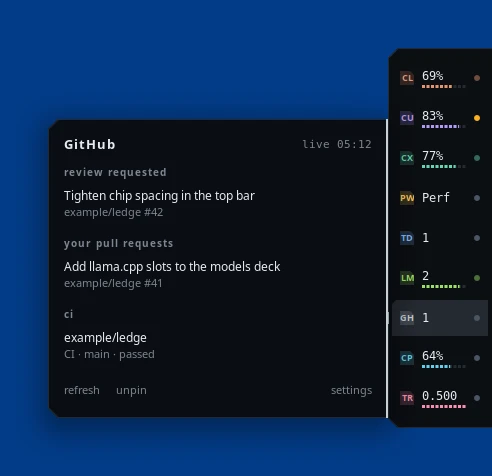 GitHub
live 05:12
review requested
Tighten chip spacing in the top bar
example/ledge #42
your pull requests
Add llama.cpp slots to the models deck
example/ledge #41
ci
example/ledge
CI · main · passed
refresh
unpin
settings
CL 69%
CU 83%
CX 77%
PW Perf
TD 1
LM 2
GH 1
CP 64%
TR 0.500